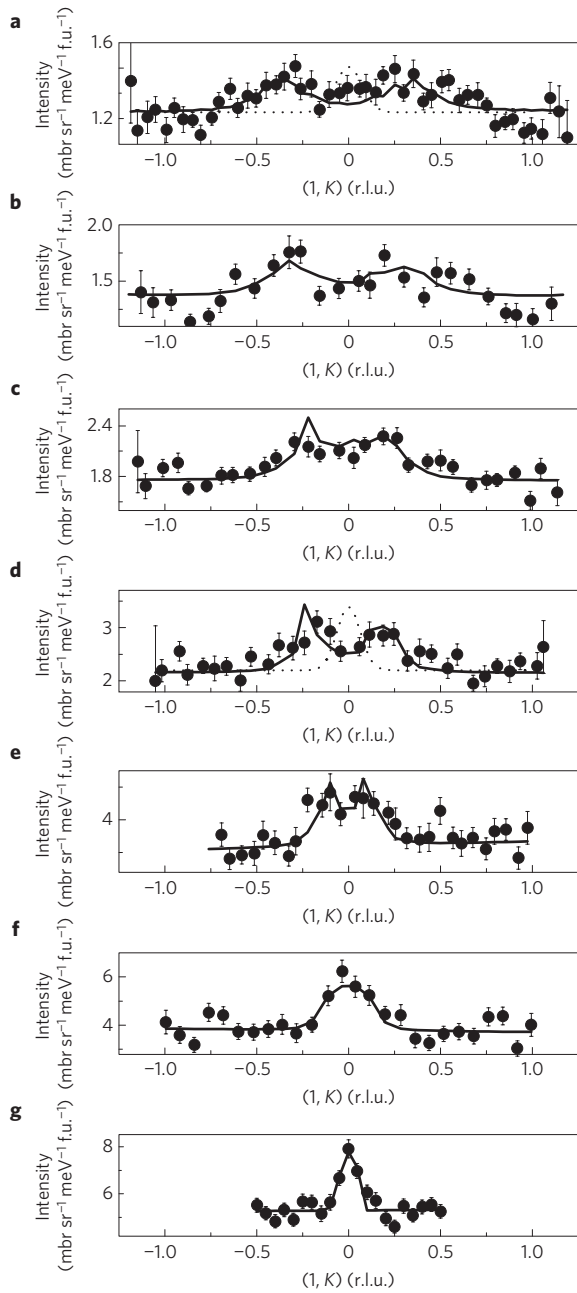 a
Intensity
(mbr sr⁻¹ meV⁻¹ f.u.⁻¹)
1.6
1.2
−1.0 −0.5 0 0.5 1.0
(1, K) (r.l.u.)
b
Intensity
(mbr sr⁻¹ meV⁻¹ f.u.⁻¹)
2.0
1.5
−1.0 −0.5 0 0.5 1.0
(1, K) (r.l.u.)
c
Intensity
(mbr sr⁻¹ meV⁻¹ f.u.⁻¹)
2.4
1.8
−1.0 −0.5 0 0.5 1.0
(1, K) (r.l.u.)
d
Intensity
(mbr sr⁻¹ meV⁻¹ f.u.⁻¹)
3
2
−1.0 −0.5 0 0.5 1.0
(1, K) (r.l.u.)
e
Intensity
(mbr sr⁻¹ meV⁻¹ f.u.⁻¹)
4
−1.0 −0.5 0 0.5 1.0
(1, K) (r.l.u.)
f
Intensity
(mbr sr⁻¹ meV⁻¹ f.u.⁻¹)
6
4
−1.0 −0.5 0 0.5 1.0
(1, K) (r.l.u.)
g
Intensity
(mbr sr⁻¹ meV⁻¹ f.u.⁻¹)
8
6
−1.0 −0.5 0 0.5 1.0
(1, K) (r.l.u.)